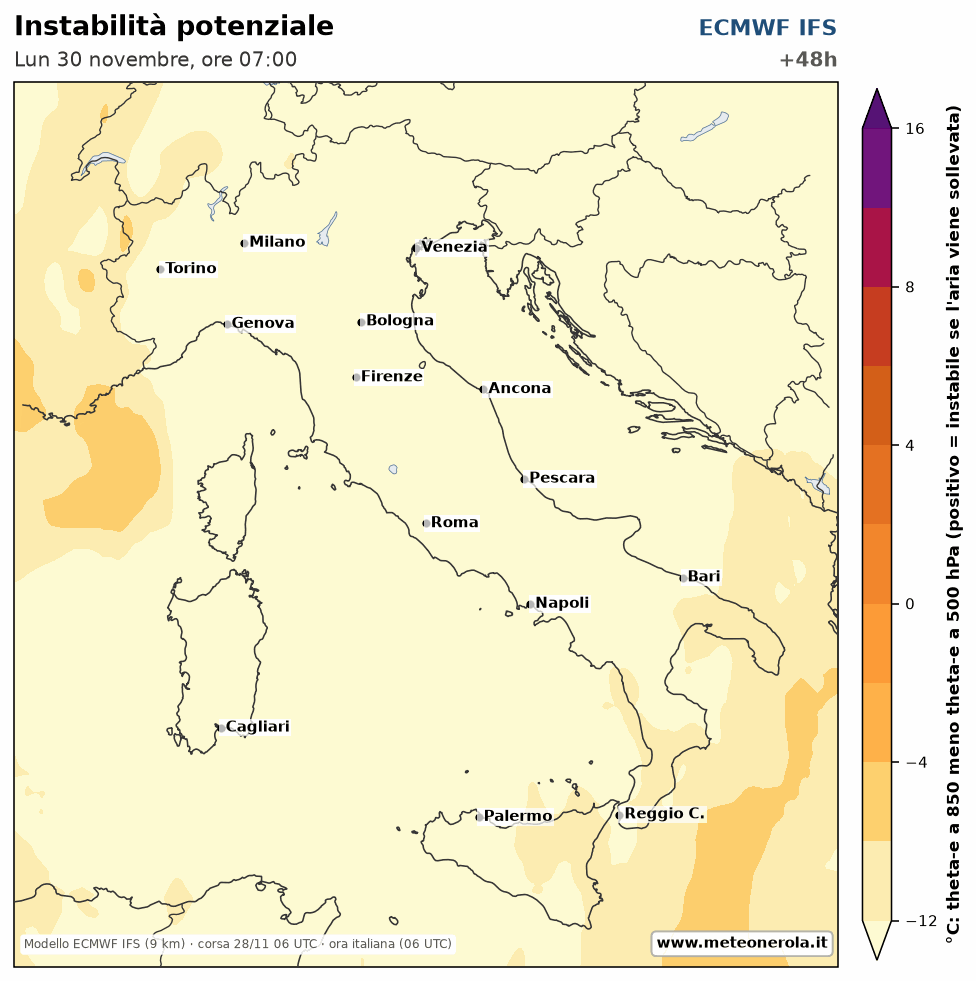 Instabilità potenziale
ECMWF IFS
Lun 30 novembre, ore 07:00
+48h
Milano
Venezia
Torino
Genova
Bologna
Firenze
Ancona
Pescara
Roma
Bari
Napoli
Cagliari
Palermo
Reggio C.
Modello ECMWF IFS (9 km) · corsa 28/11 06 UTC · ora italiana (06 UTC)
www.meteonerola.it
16
8
4
0
−4
−12
°C: theta-e a 850 meno theta-e a 500 hPa (positivo = instabile se l'aria viene sollevata)